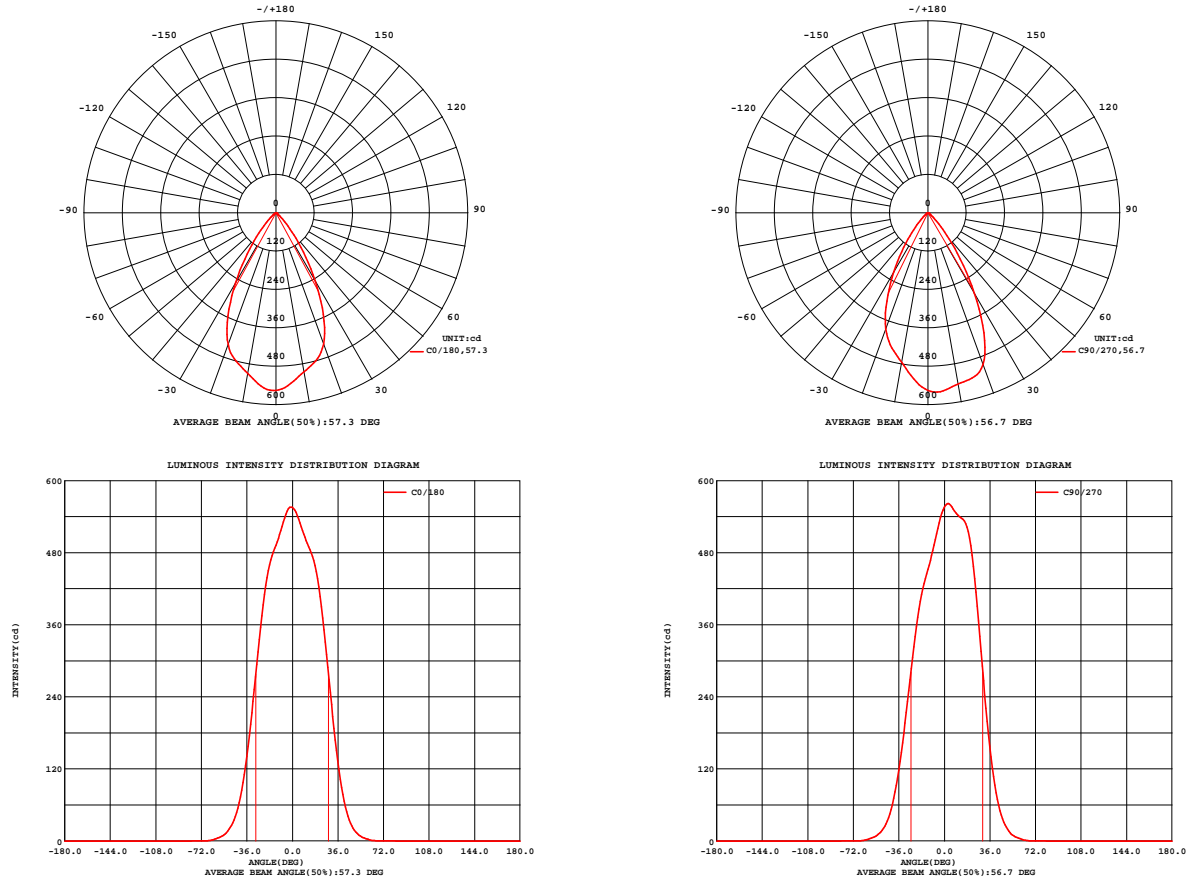 -/+180
-150
150
-120
120
-90
90
0
120
240
360
480
600
-60
60
-30
30
0
UNIT:cd
C0/180,57.3
AVERAGE BEAM ANGLE(50%):57.3 DEG
-/+180
-150
150
-120
120
-90
90
0
120
240
360
480
600
-60
60
-30
30
0
UNIT:cd
C90/270,56.7
AVERAGE BEAM ANGLE(50%):56.7 DEG
LUMINOUS INTENSITY DISTRIBUTION DIAGRAM
C0/180
INTENSITY(cd)
600
480
360
240
120
0
-180.0 -144.0 -108.0 -72.0 -36.0 0.0 36.0 72.0 108.0 144.0 180.0
ANGLE(DEG)
AVERAGE BEAM ANGLE(50%):57.3 DEG
LUMINOUS INTENSITY DISTRIBUTION DIAGRAM
C90/270
INTENSITY(cd)
600
480
360
240
120
0
-180.0 -144.0 -108.0 -72.0 -36.0 0.0 36.0 72.0 108.0 144.0 180.0
ANGLE(DEG)
AVERAGE BEAM ANGLE(50%):56.7 DEG